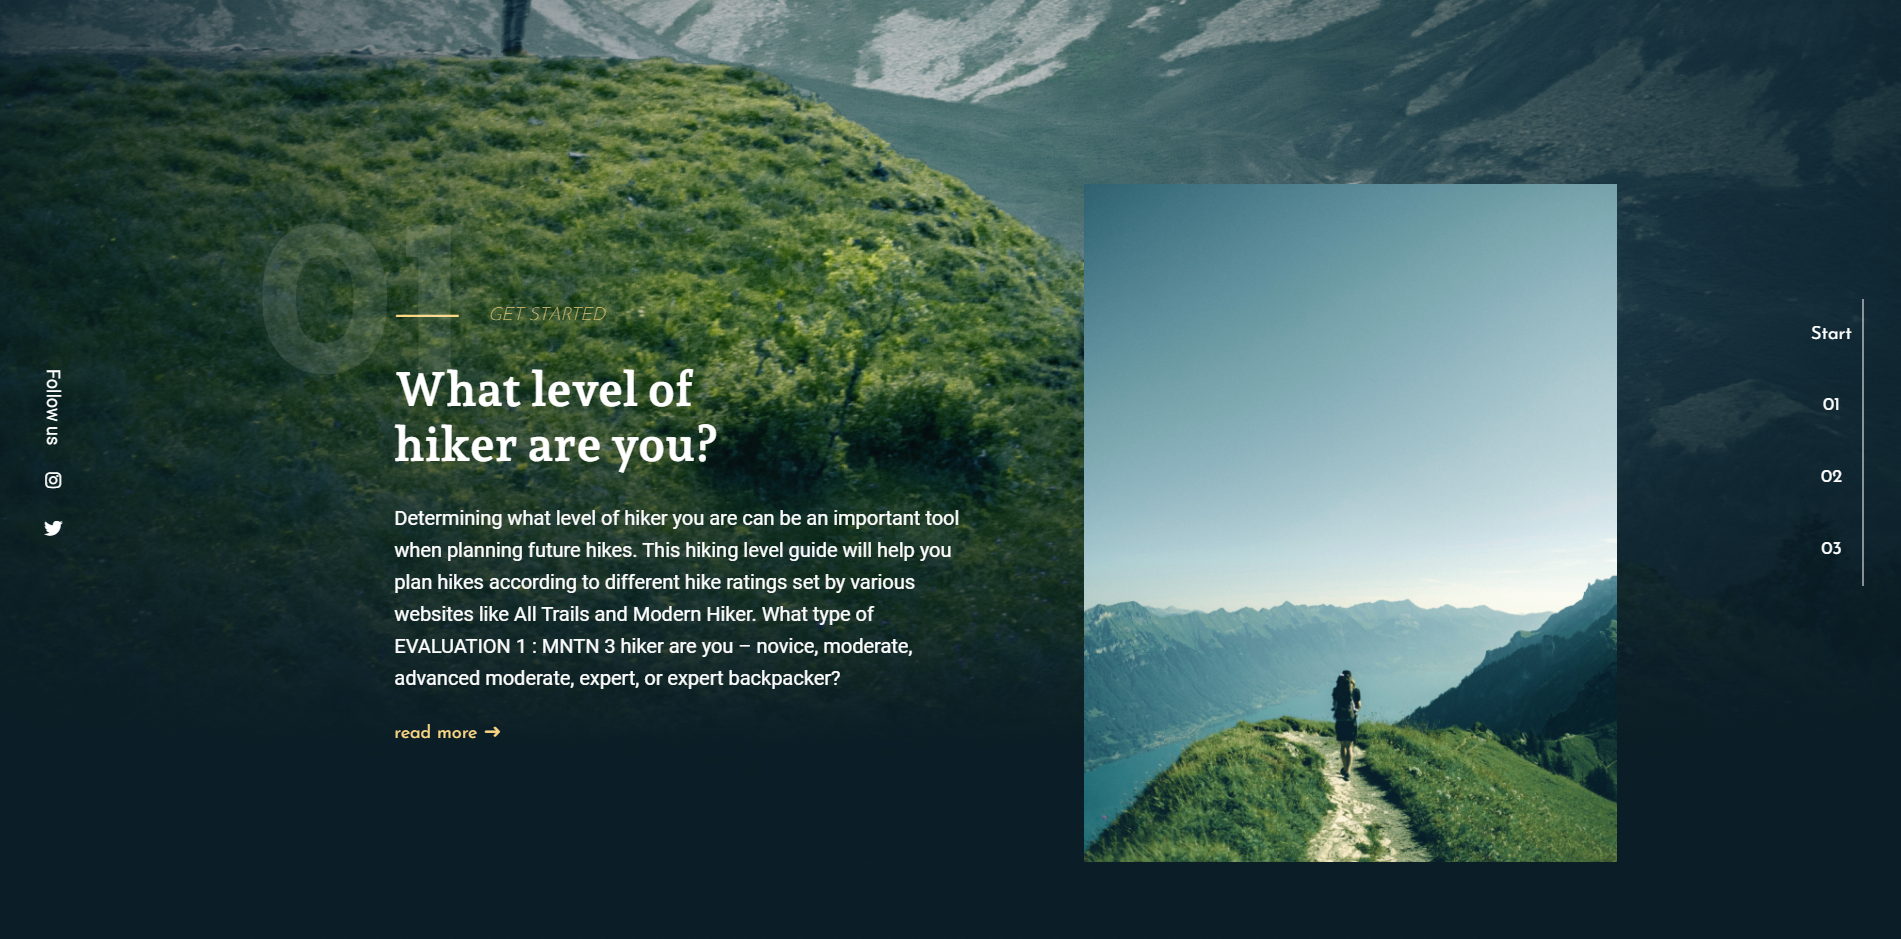 01
GET STARTED
What level of
hiker are you?
Determining what level of hiker you are can be an important tool
when planning future hikes. This hiking level guide will help you
plan hikes according to different hike ratings set by various
websites like All Trails and Modern Hiker. What type of
EVALUATION 1 : MNTN 3 hiker are you – novice, moderate,
advanced moderate, expert, or expert backpacker?
read more →
Follow us
Start
01
02
03